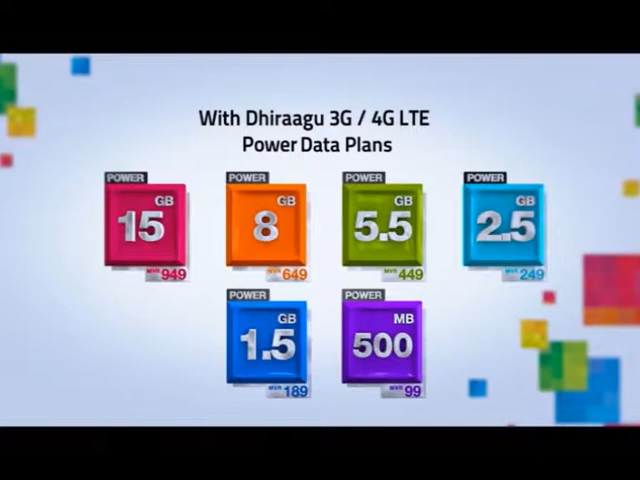 With Dhiraagu 3G / 4G LTE
Power Data Plans
POWER POWER POWER POWER
GB GB GB GB
15 8 5.5 2.5
MVR 949 MVR 649 MVR 449 MVR 249
POWER POWER
GB MB
1.5 500
MVR 189 MVR 99